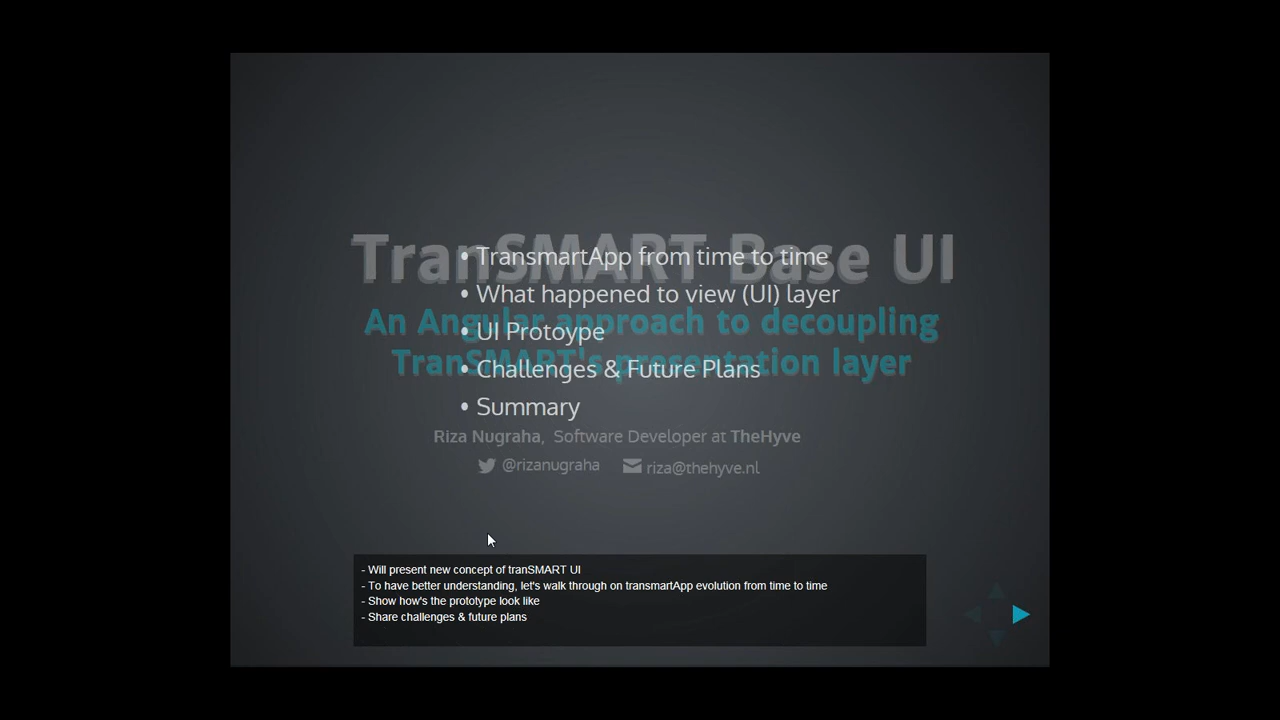 TranSMART Base UI
An Angular approach to decoupling
TranSMART's presentation layer
Riza Nugraha, Software Developer at TheHyve
@rizanugraha riza@thehyve.nl
• TransmartApp from time to time
• What happened to view (UI) layer
• UI Protoype
• Challenges & Future Plans
• Summary
- Will present new concept of tranSMART UI
- To have better understanding, let's walk through on transmartApp evolution from time to time
- Show how's the prototype look like
- Share challenges & future plans